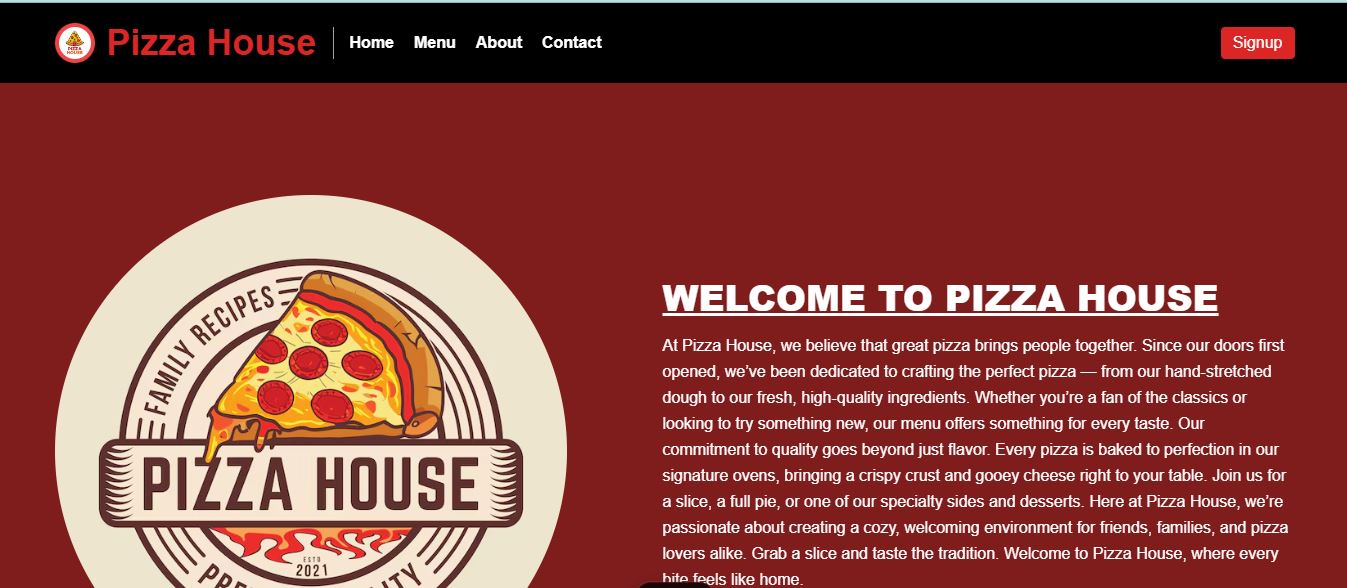 PIZZA HOUSE
Pizza House
Home
Menu
About
Contact
Signup
FAMILY RECIPES
PIZZA HOUSE
ESTD
2021
WELCOME TO PIZZA HOUSE
At Pizza House, we believe that great pizza brings people together. Since our doors first
opened, we’ve been dedicated to crafting the perfect pizza — from our hand-stretched
dough to our fresh, high-quality ingredients. Whether you’re a fan of the classics or
looking to try something new, our menu offers something for every taste. Our
commitment to quality goes beyond just flavor. Every pizza is baked to perfection in our
signature ovens, bringing a crispy crust and gooey cheese right to your table. Join us for
a slice, a full pie, or one of our specialty sides and desserts. Here at Pizza House, we’re
passionate about creating a cozy, welcoming environment for friends, families, and pizza
lovers alike. Grab a slice and taste the tradition. Welcome to Pizza House, where every
bite feels like home.